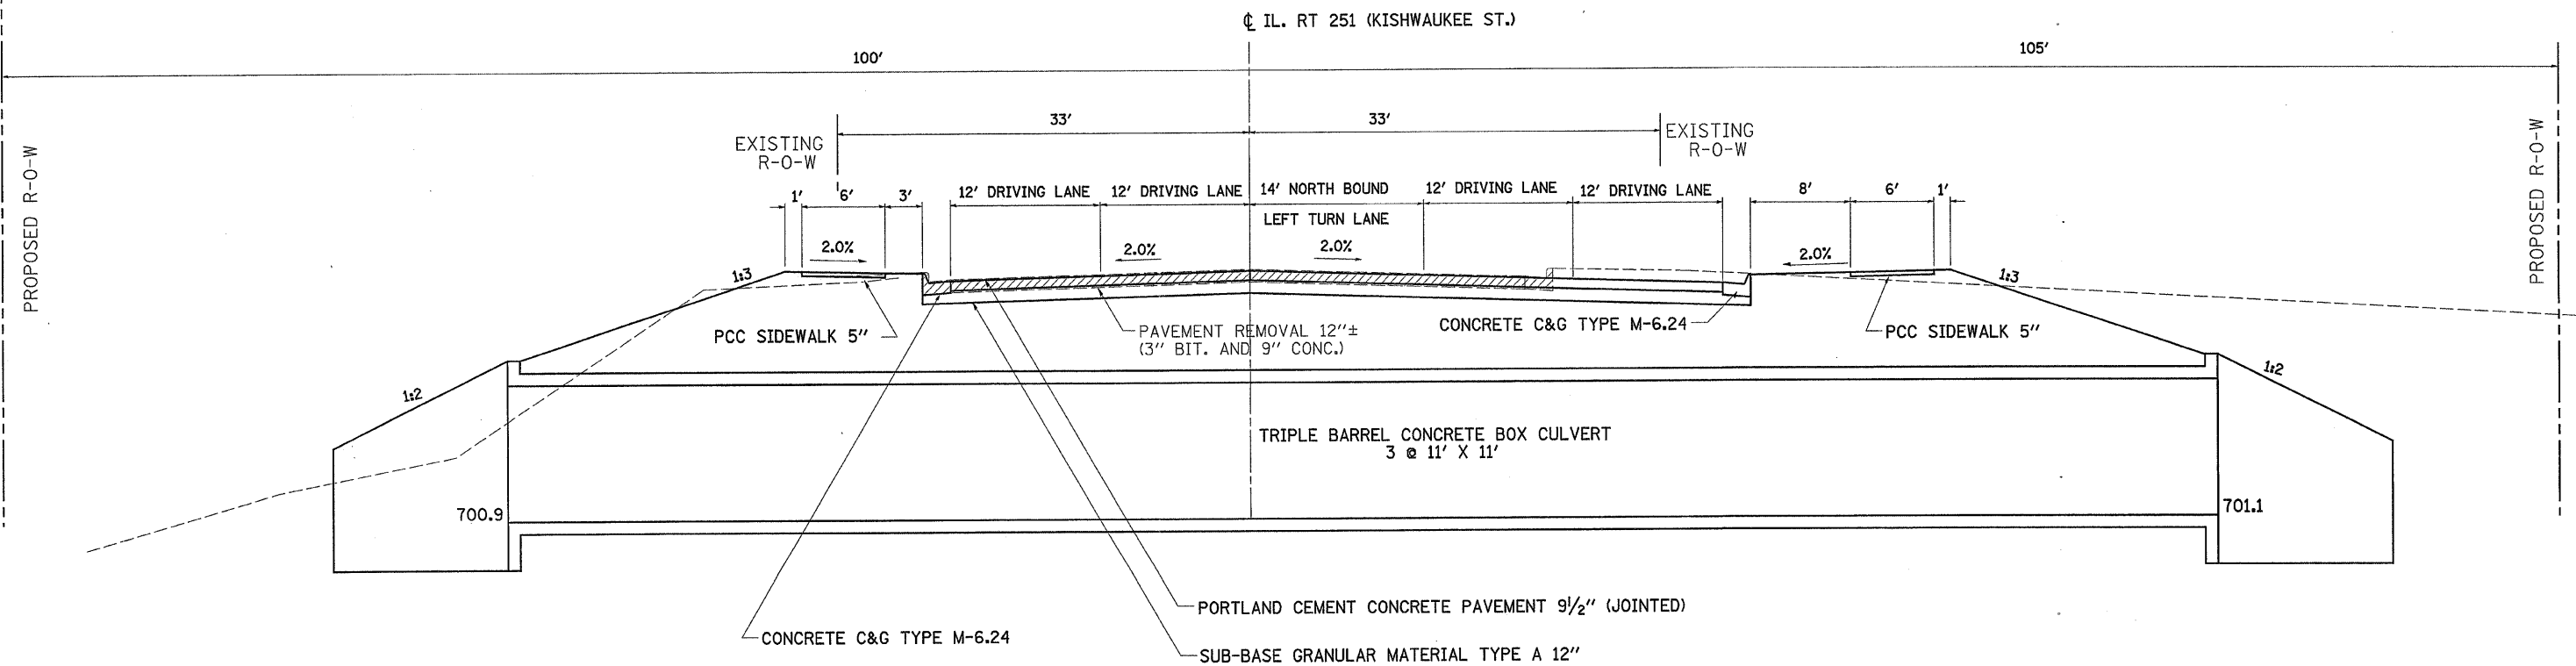 ℄ IL. RT 251 (KISHWAUKEE ST.)
100'
105'
33'
33'
EXISTING
R-O-W
EXISTING
R-O-W
PROPOSED R-O-W
PROPOSED R-O-W
1'
6'
3'
12' DRIVING LANE
12' DRIVING LANE
14' NORTH BOUND
LEFT TURN LANE
12' DRIVING LANE
12' DRIVING LANE
8'
6'
1'
2.0%
2.0%
2.0%
2.0%
1:3
1:3
PCC SIDEWALK 5"
PAVEMENT REMOVAL 12"±
(3" BIT. AND 9" CONC.)
CONCRETE C&G TYPE M-6.24
PCC SIDEWALK 5"
1:2
1:2
TRIPLE BARREL CONCRETE BOX CULVERT
3 @ 11' X 11'
700.9
701.1
PORTLAND CEMENT CONCRETE PAVEMENT 9½" (JOINTED)
CONCRETE C&G TYPE M-6.24
SUB-BASE GRANULAR MATERIAL TYPE A 12"